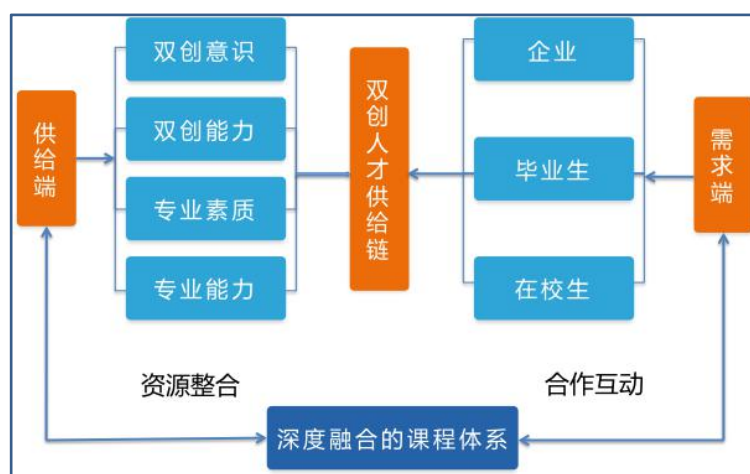 供给端
双创意识
双创能力
专业素质
专业能力
双创人才供给链
企业
毕业生
在校生
需求端
资源整合
合作互动
深度融合的课程体系